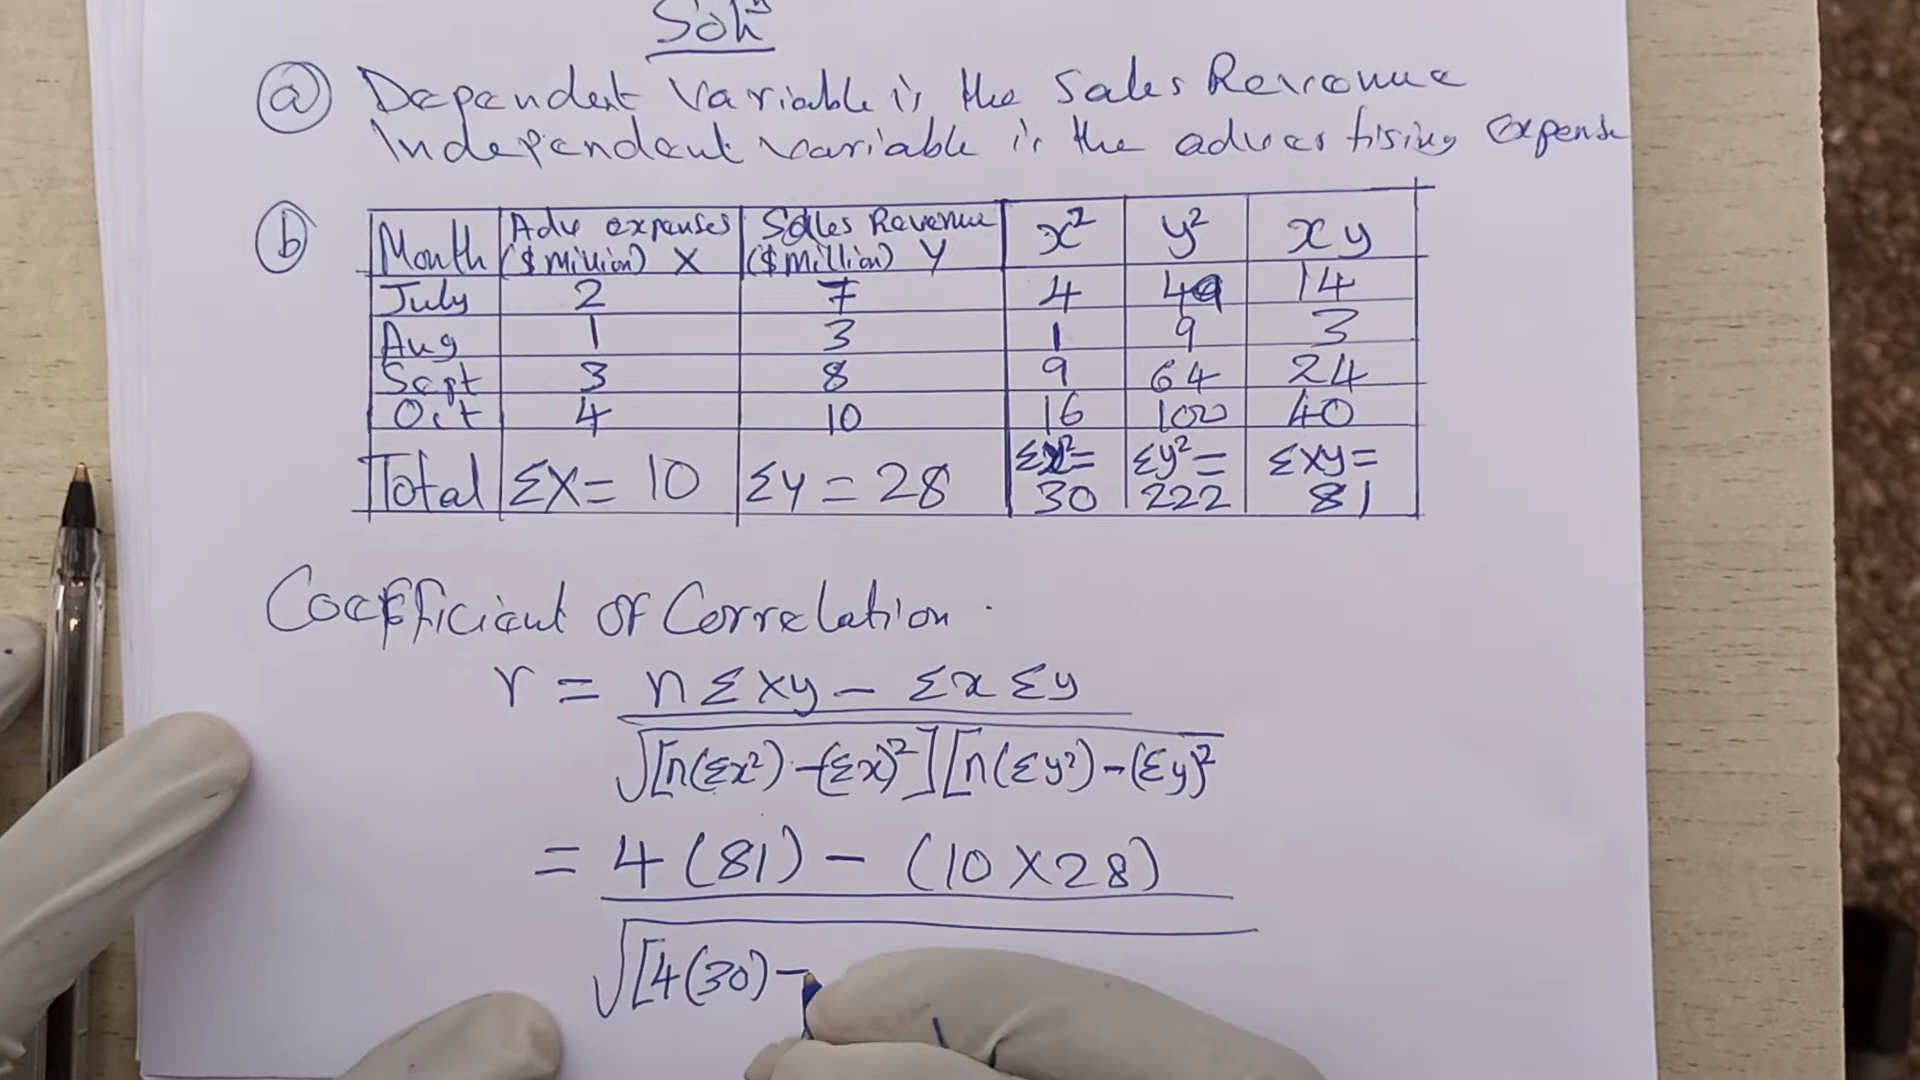 Soln
(a) Dependent Variable is the Sales Revenue
Independent variable is the advertising expense
(b)
Month | Adv expenses ($ Million) X | Sales Revenue ($ Million) Y | x² | y² | xy
July | 2 | 7 | 4 | 49 | 14
Aug | 1 | 3 | 1 | 9 | 3
Sept | 3 | 8 | 9 | 64 | 24
Oct | 4 | 10 | 16 | 100 | 40
Total | ΣX = 10 | ΣY = 28 | Σx² = 30 | Σy² = 222 | Σxy = 81
Coefficient of Correlation.
r = nΣxy - ΣxΣy
√[n(Σx²) - (Σx)²][n(Σy²) - (Σy)²
= 4(81) - (10 × 28)
√[4(30) -